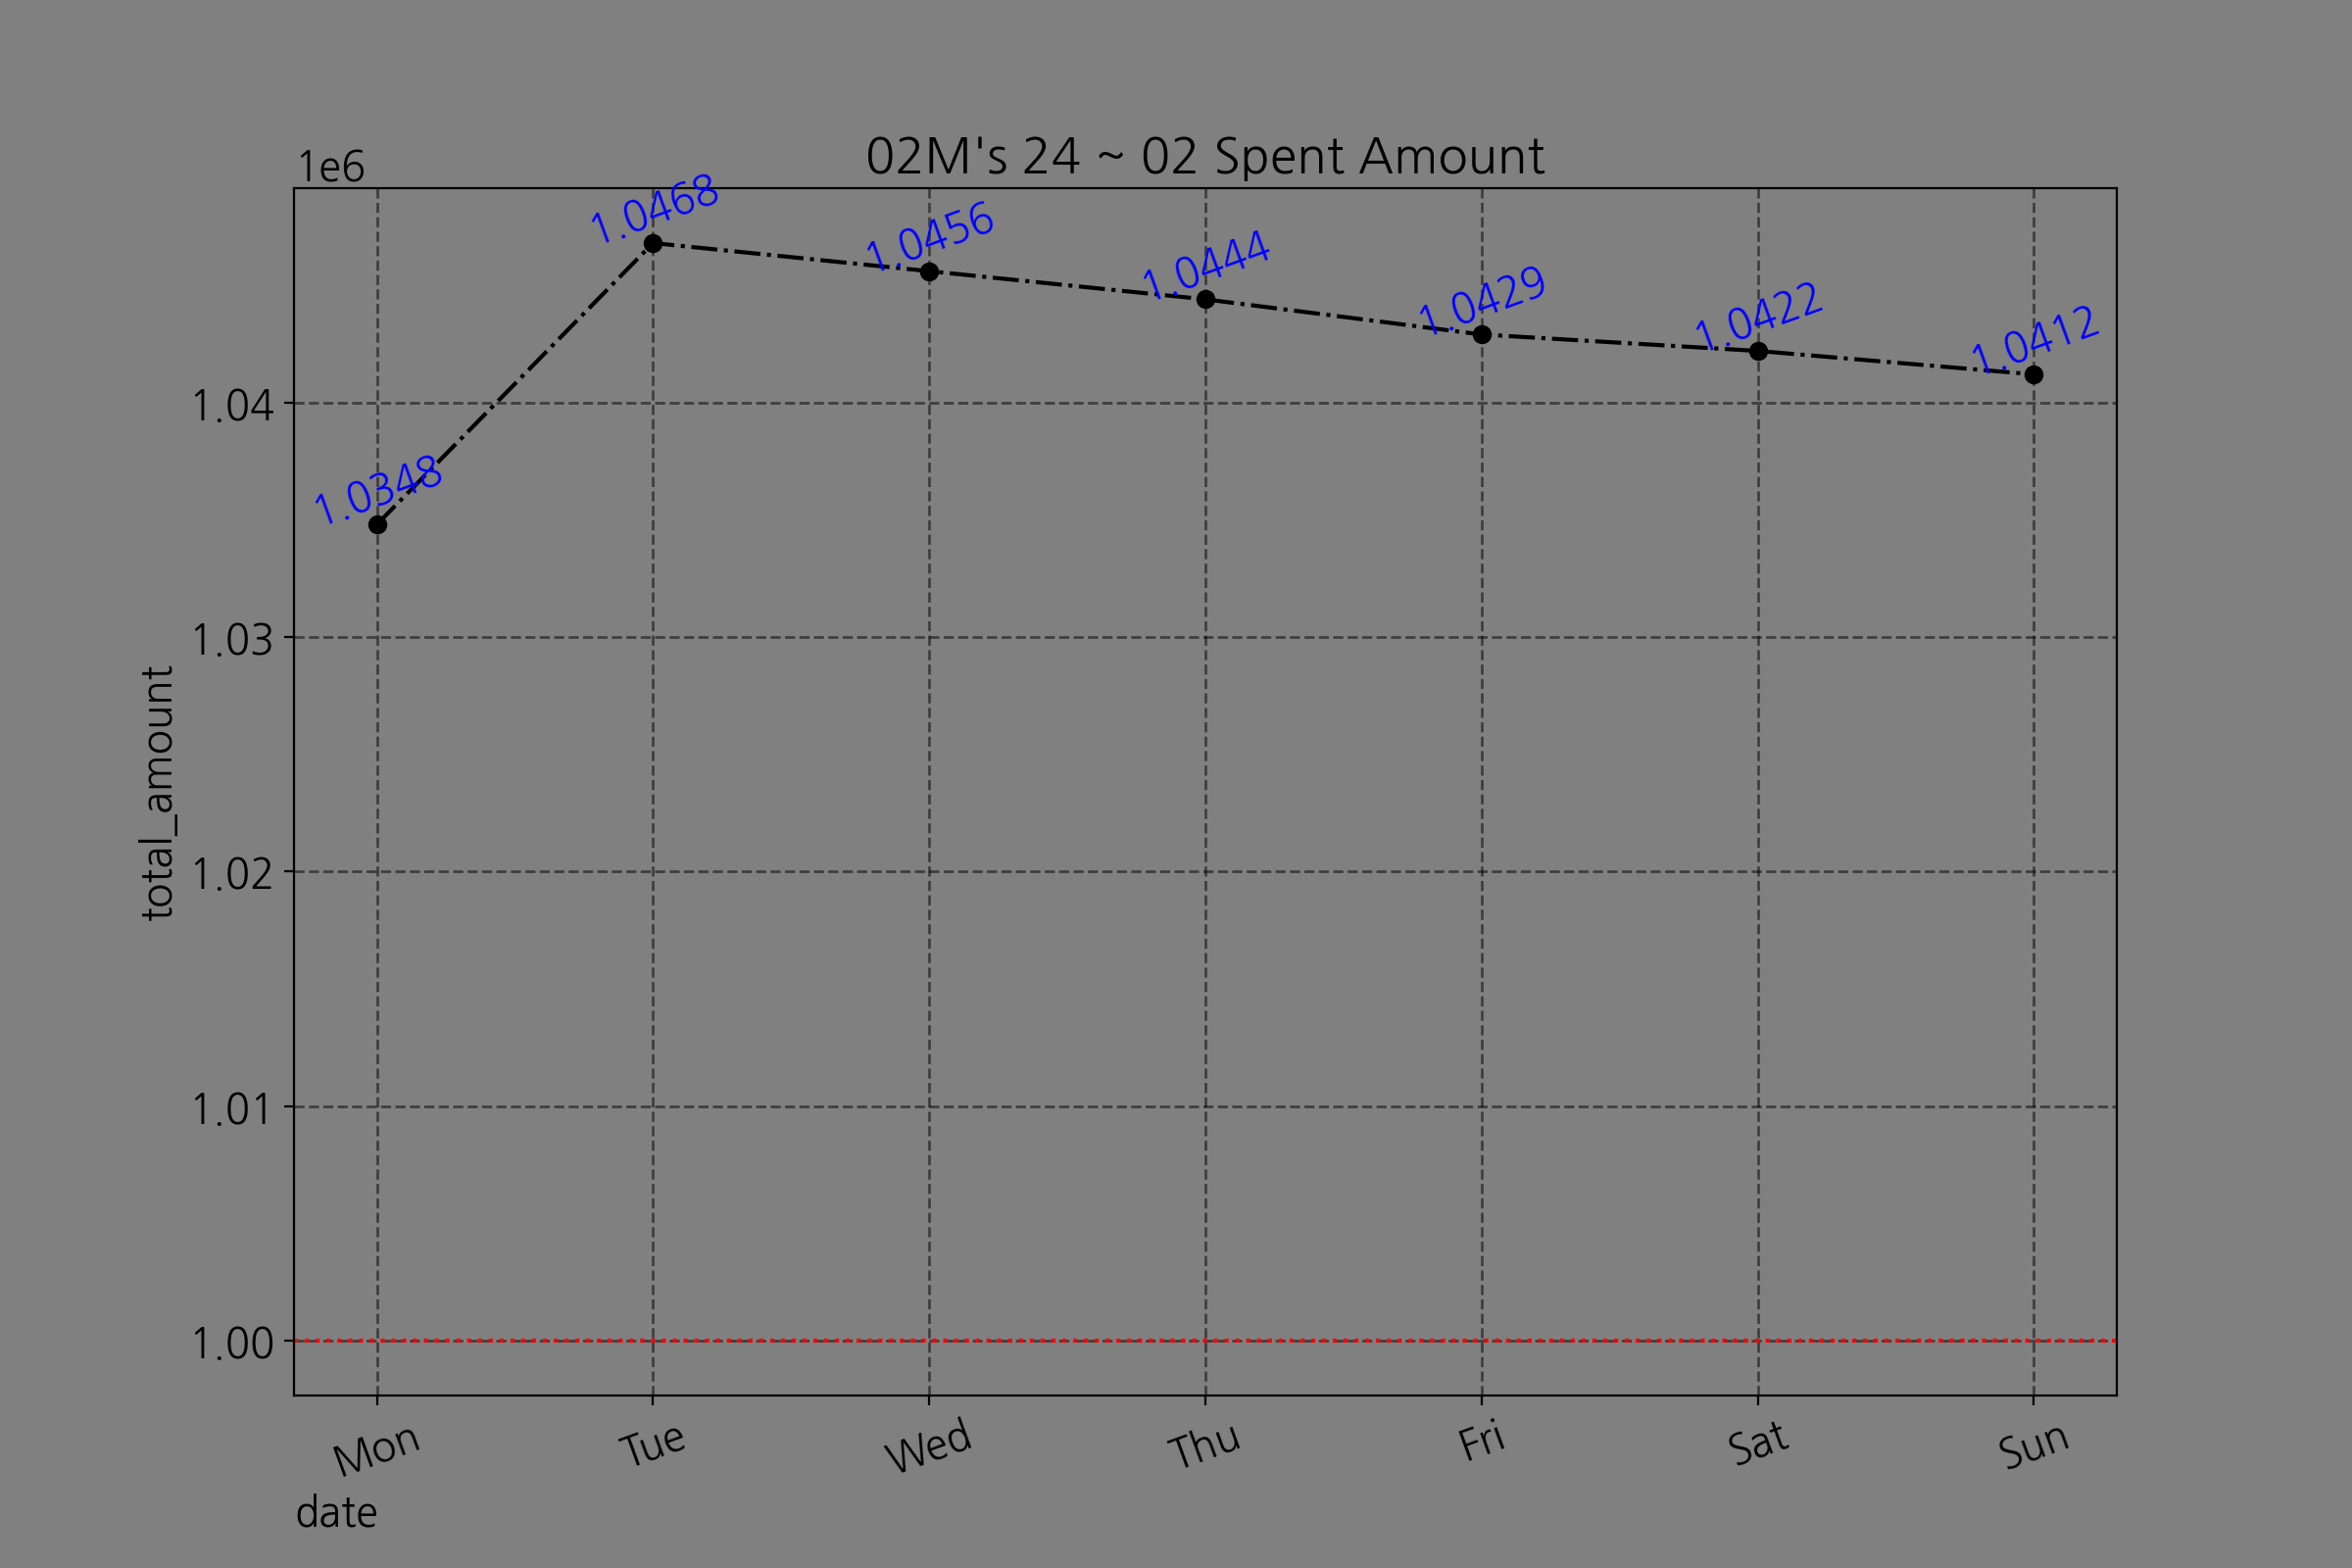 02M's 24 ~ 02 Spent Amount
1e6
1.0468
1.0456
1.0444
1.0429
1.0422
1.0412
1.0348
1.04
1.03
1.02
1.01
1.00
total_amount
Mon
Tue
Wed
Thu
Fri
Sat
Sun
date